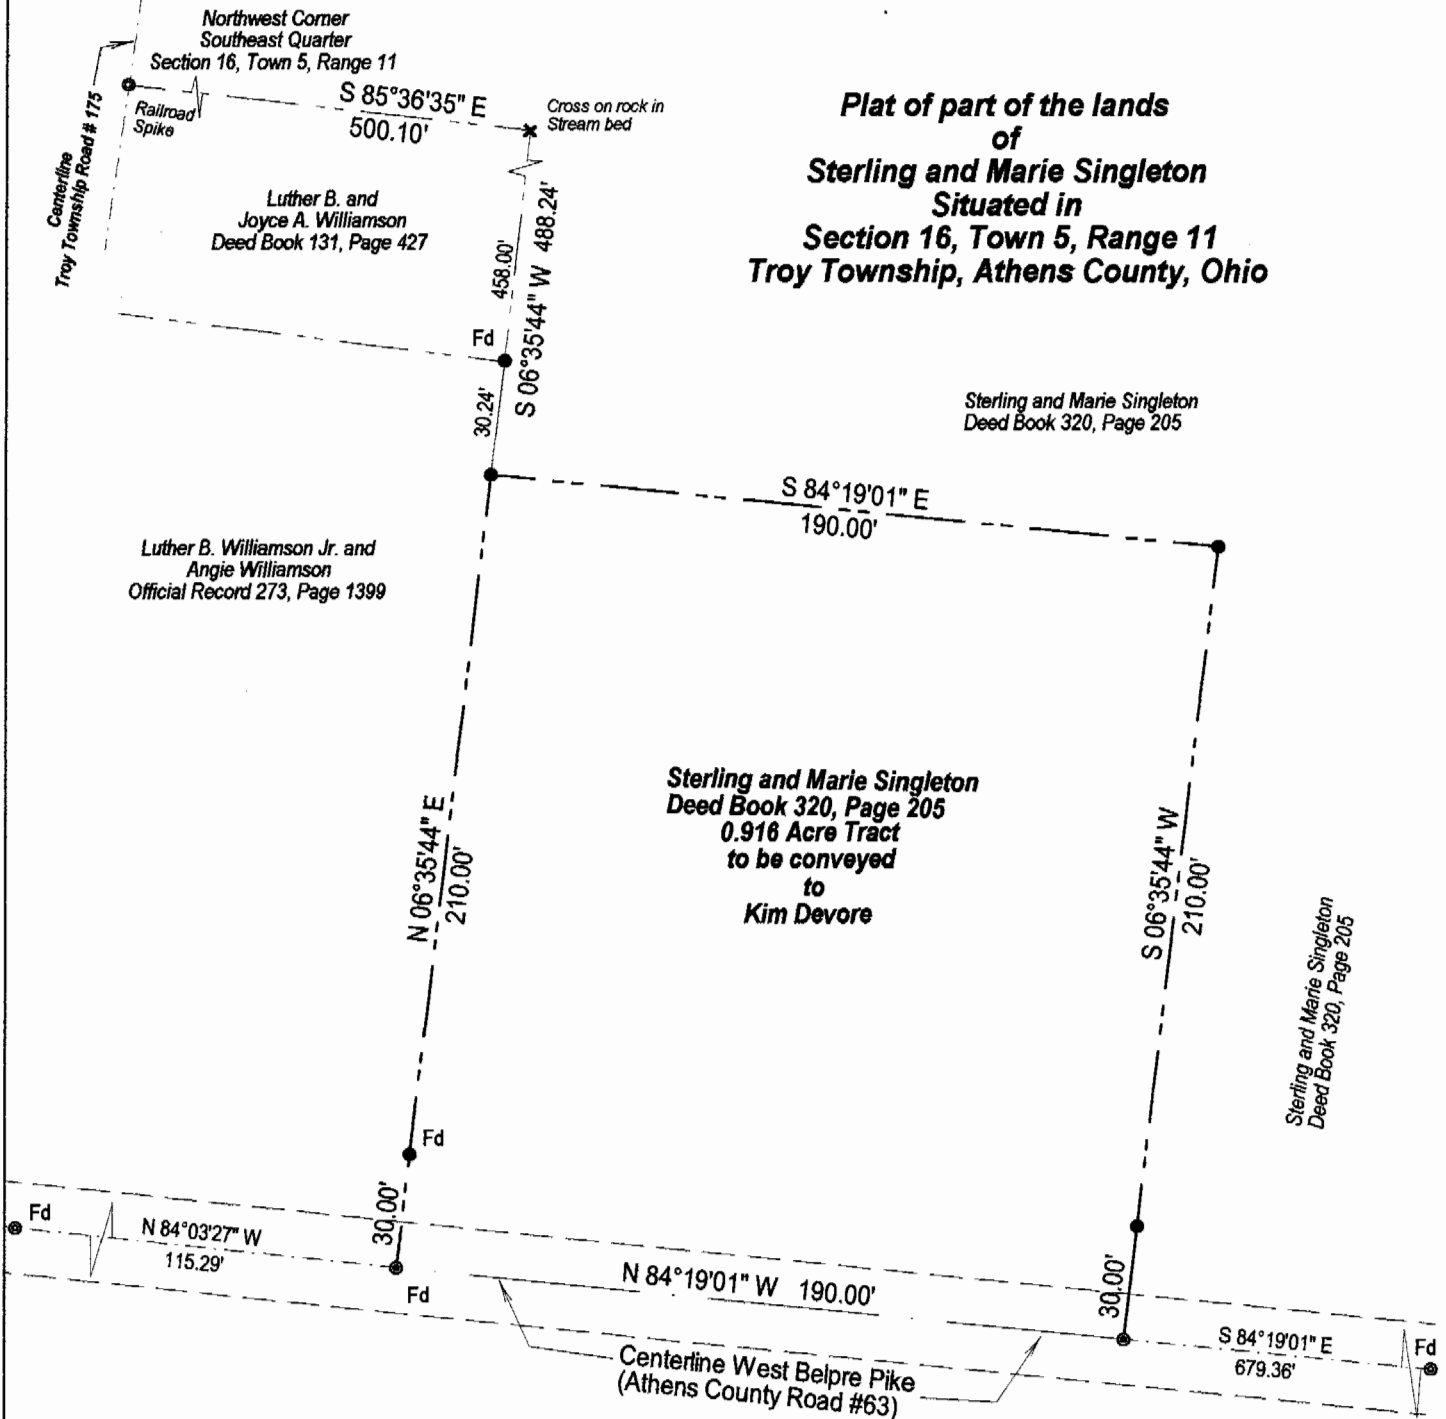 Northwest Corner
Southeast Quarter
Section 16, Town 5, Range 11
S 85°36'35" E
500.10'
Railroad
Spike
Cross on rock in
Stream bed
Centerline
Troy Township Road # 175
Plat of part of the lands
of
Sterling and Marie Singleton
Situated in
Section 16, Town 5, Range 11
Troy Township, Athens County, Ohio
Luther B. and
Joyce A. Williamson
Deed Book 131, Page 427
458.00'
S 06°35'44" W 488.24'
Fd
30.24'
Sterling and Marie Singleton
Deed Book 320, Page 205
S 84°19'01" E
190.00'
Luther B. Williamson Jr. and
Angie Williamson
Official Record 273, Page 1399
Sterling and Marie Singleton
Deed Book 320, Page 205
0.916 Acre Tract
to be conveyed
to
Kim Devore
N 06°35'44" E
210.00'
S 06°35'44" W
210.00'
Sterling and Marie Singleton
Deed Book 320, Page 205
Fd
30.00'
Fd
N 84°03'27" W
115.29'
Fd
N 84°19'01" W 190.00'
30.00'
S 84°19'01" E
679.36'
Fd
Centerline West Belpre Pike
(Athens County Road #63)